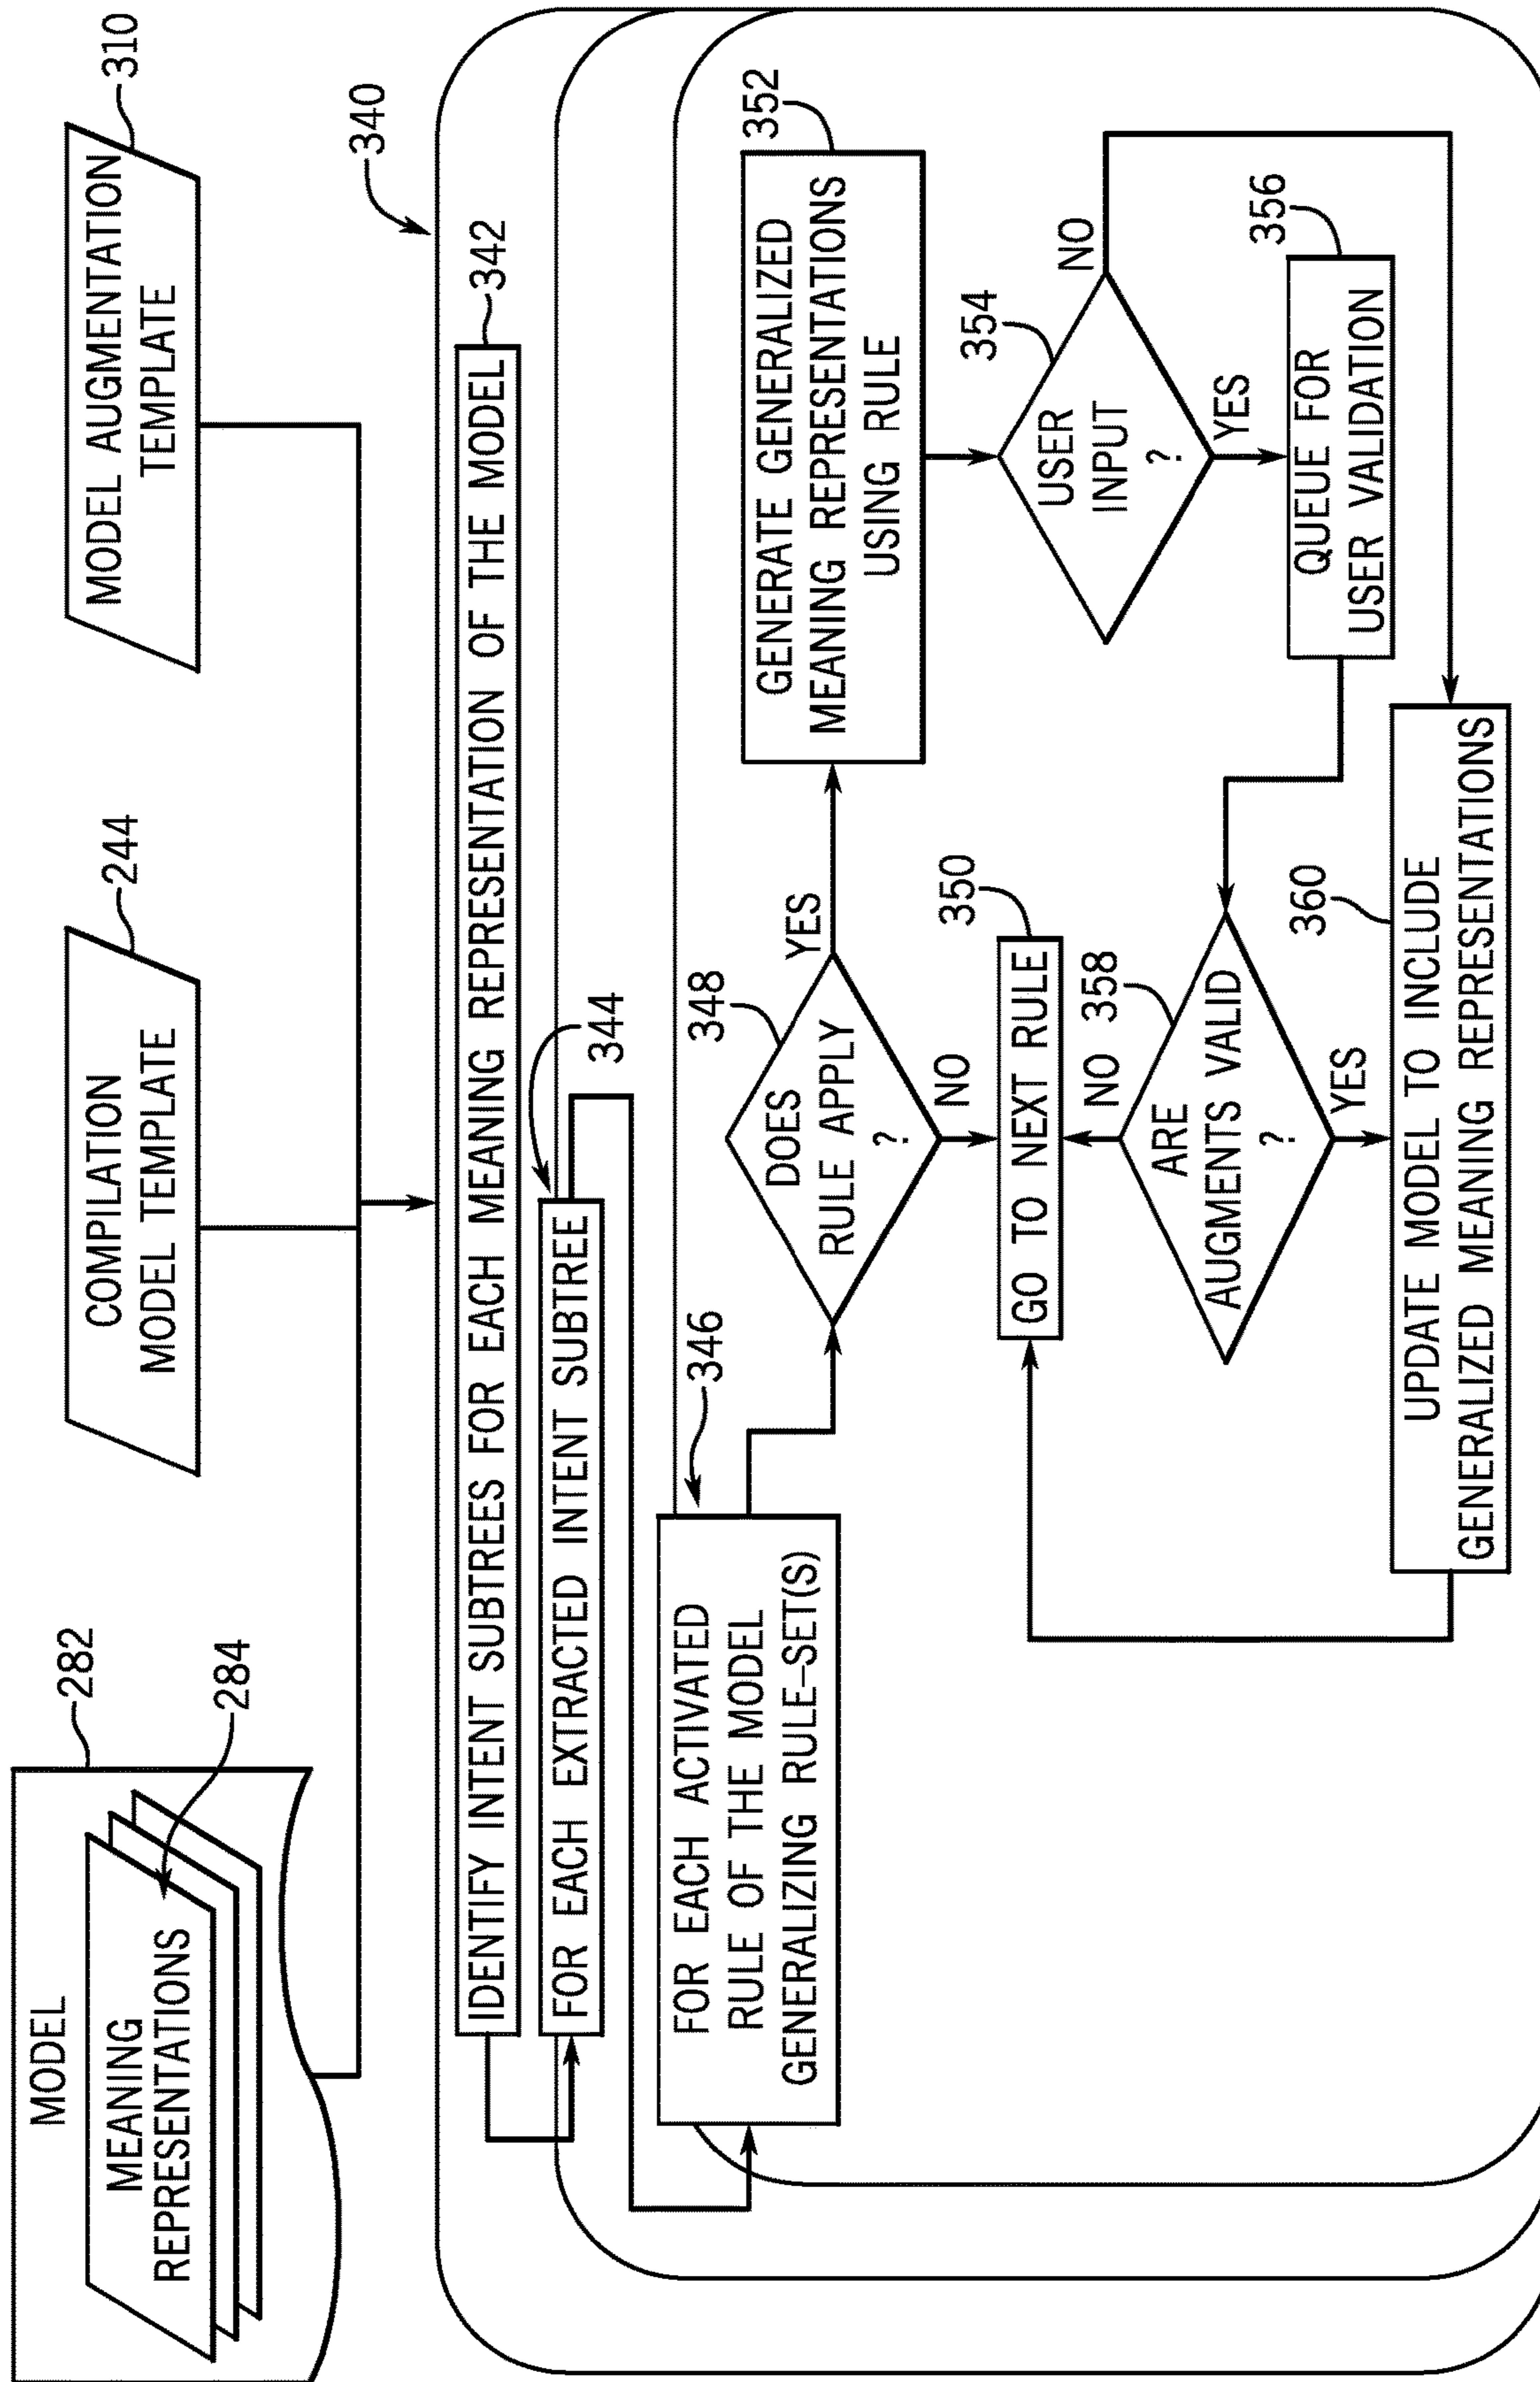 MODEL
282
MEANING
REPRESENTATIONS
284
COMPILATION
MODEL TEMPLATE
244
MODEL AUGMENTATION
TEMPLATE
310
340
IDENTIFY INTENT SUBTREES FOR EACH MEANING REPRESENTATION OF THE MODEL
342
FOR EACH EXTRACTED INTENT SUBTREE
344
FOR EACH ACTIVATED
RULE OF THE MODEL
GENERALIZING RULE-SET(S)
346
DOES
RULE APPLY
?
348
YES
NO
GENERATE GENERALIZED
MEANING REPRESENTATIONS
USING RULE
352
GO TO NEXT RULE
350
USER
INPUT
?
354
NO
YES
QUEUE FOR
USER VALIDATION
356
ARE
AUGMENTS VALID
?
358
NO
YES
UPDATE MODEL TO INCLUDE
GENERALIZED MEANING REPRESENTATIONS
360